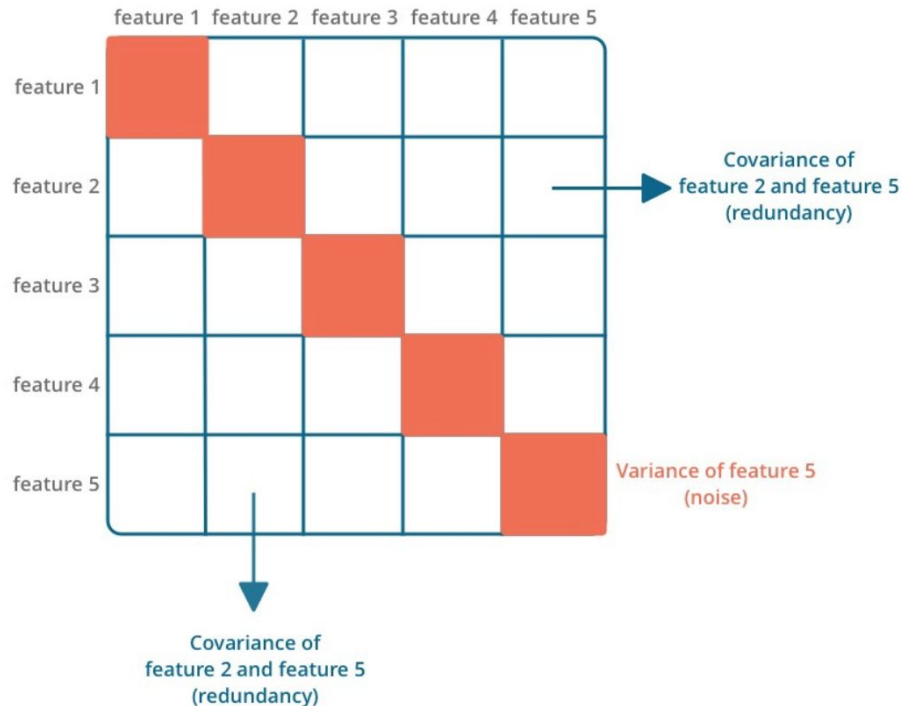 feature 1 feature 2 feature 3 feature 4 feature 5
feature 1
feature 2
Covariance of
feature 2 and feature 5
(redundancy)
feature 3
feature 4
feature 5
Variance of feature 5
(noise)
Covariance of
feature 2 and feature 5
(redundancy)